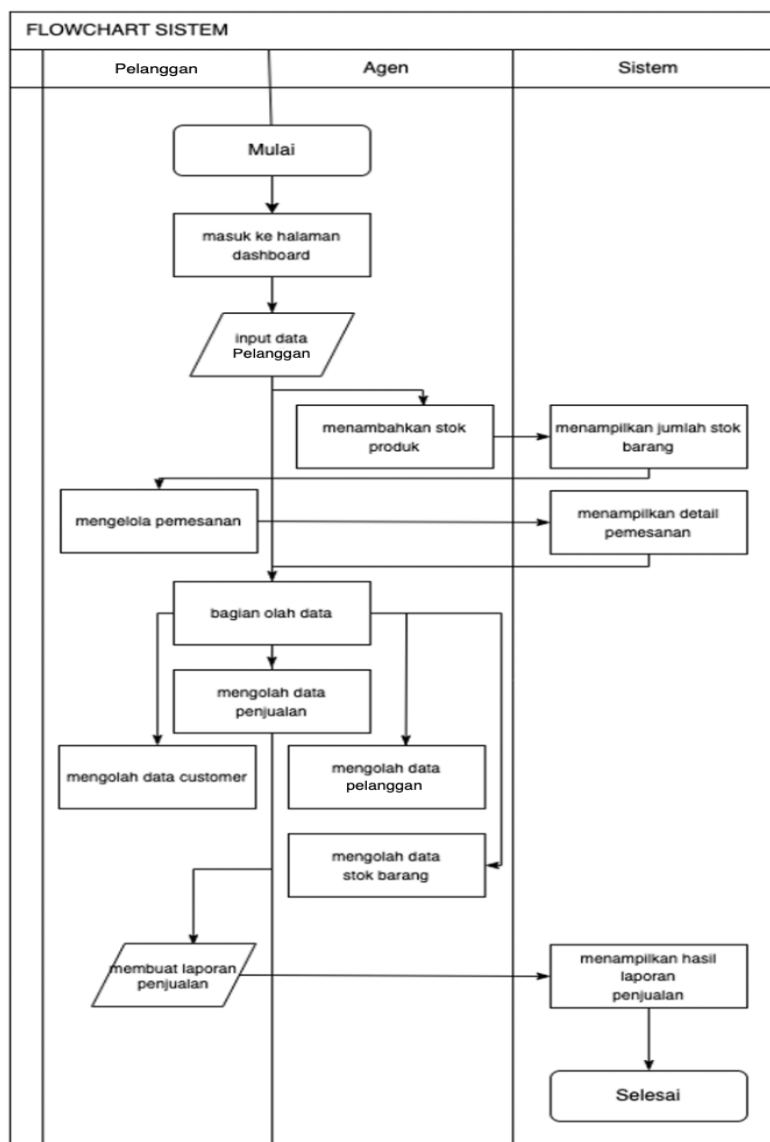 FLOWCHART SISTEM
Pelanggan
Agen
Sistem
Mulai
masuk ke halaman
dashboard
input data
Pelanggan
menambahkan stok
produk
menampilkan jumlah stok
barang
mengelola pemesanan
menampilkan detail
pemesanan
bagian olah data
mengolah data
penjualan
mengolah data customer
mengolah data
pelanggan
mengolah data
stok barang
membuat laporan
penjualan
menampilkan hasil
laporan
penjualan
Selesai